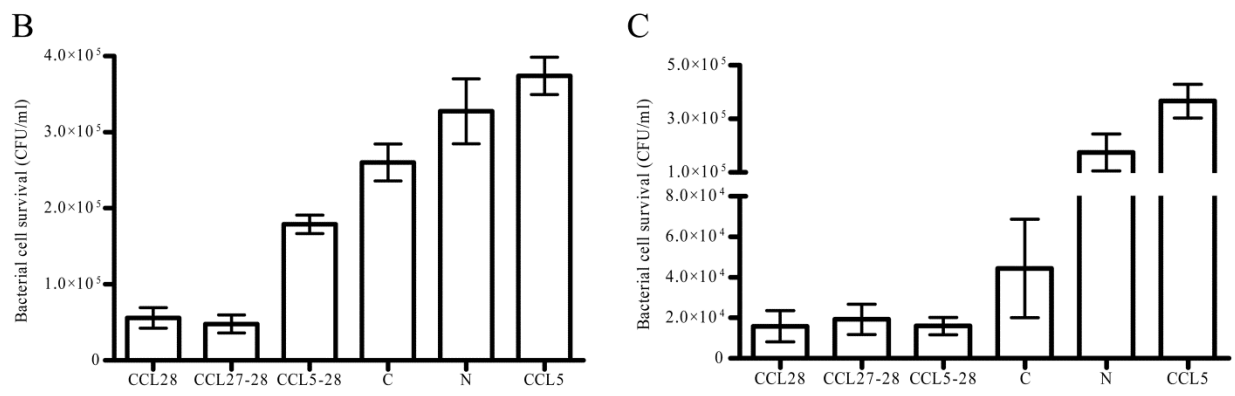 B
Bacterial cell survival (CFU/ml)
4.0×10⁵
3.0×10⁵
2.0×10⁵
1.0×10⁵
0
CCL28 CCL27-28 CCL5-28 C N CCL5
C
Bacterial cell survival (CFU/ml)
5.0×10⁵
3.0×10⁵
1.0×10⁵
8.0×10⁴
6.0×10⁴
4.0×10⁴
2.0×10⁴
0
CCL28 CCL27-28 CCL5-28 C N CCL5